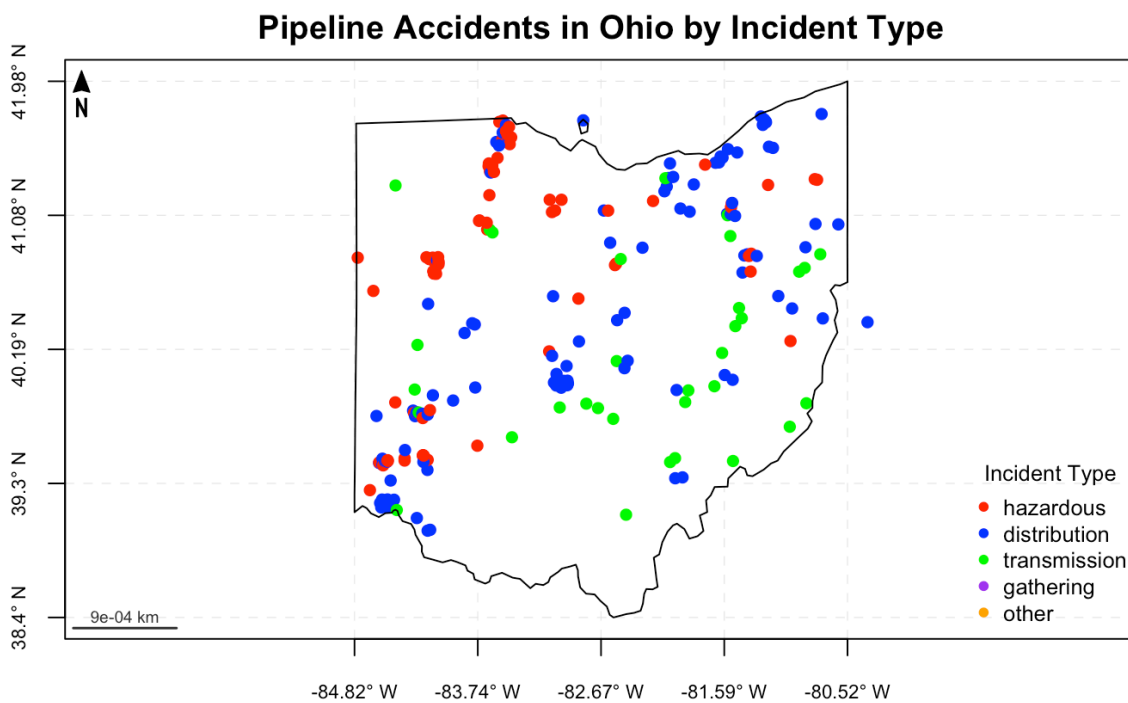 Pipeline Accidents in Ohio by Incident Type
41.98° N
41.08° N
40.19° N
39.3° N
38.4° N
N
9e-04 km
Incident Type
hazardous
distribution
transmission
gathering
other
-84.82° W
-83.74° W
-82.67° W
-81.59° W
-80.52° W